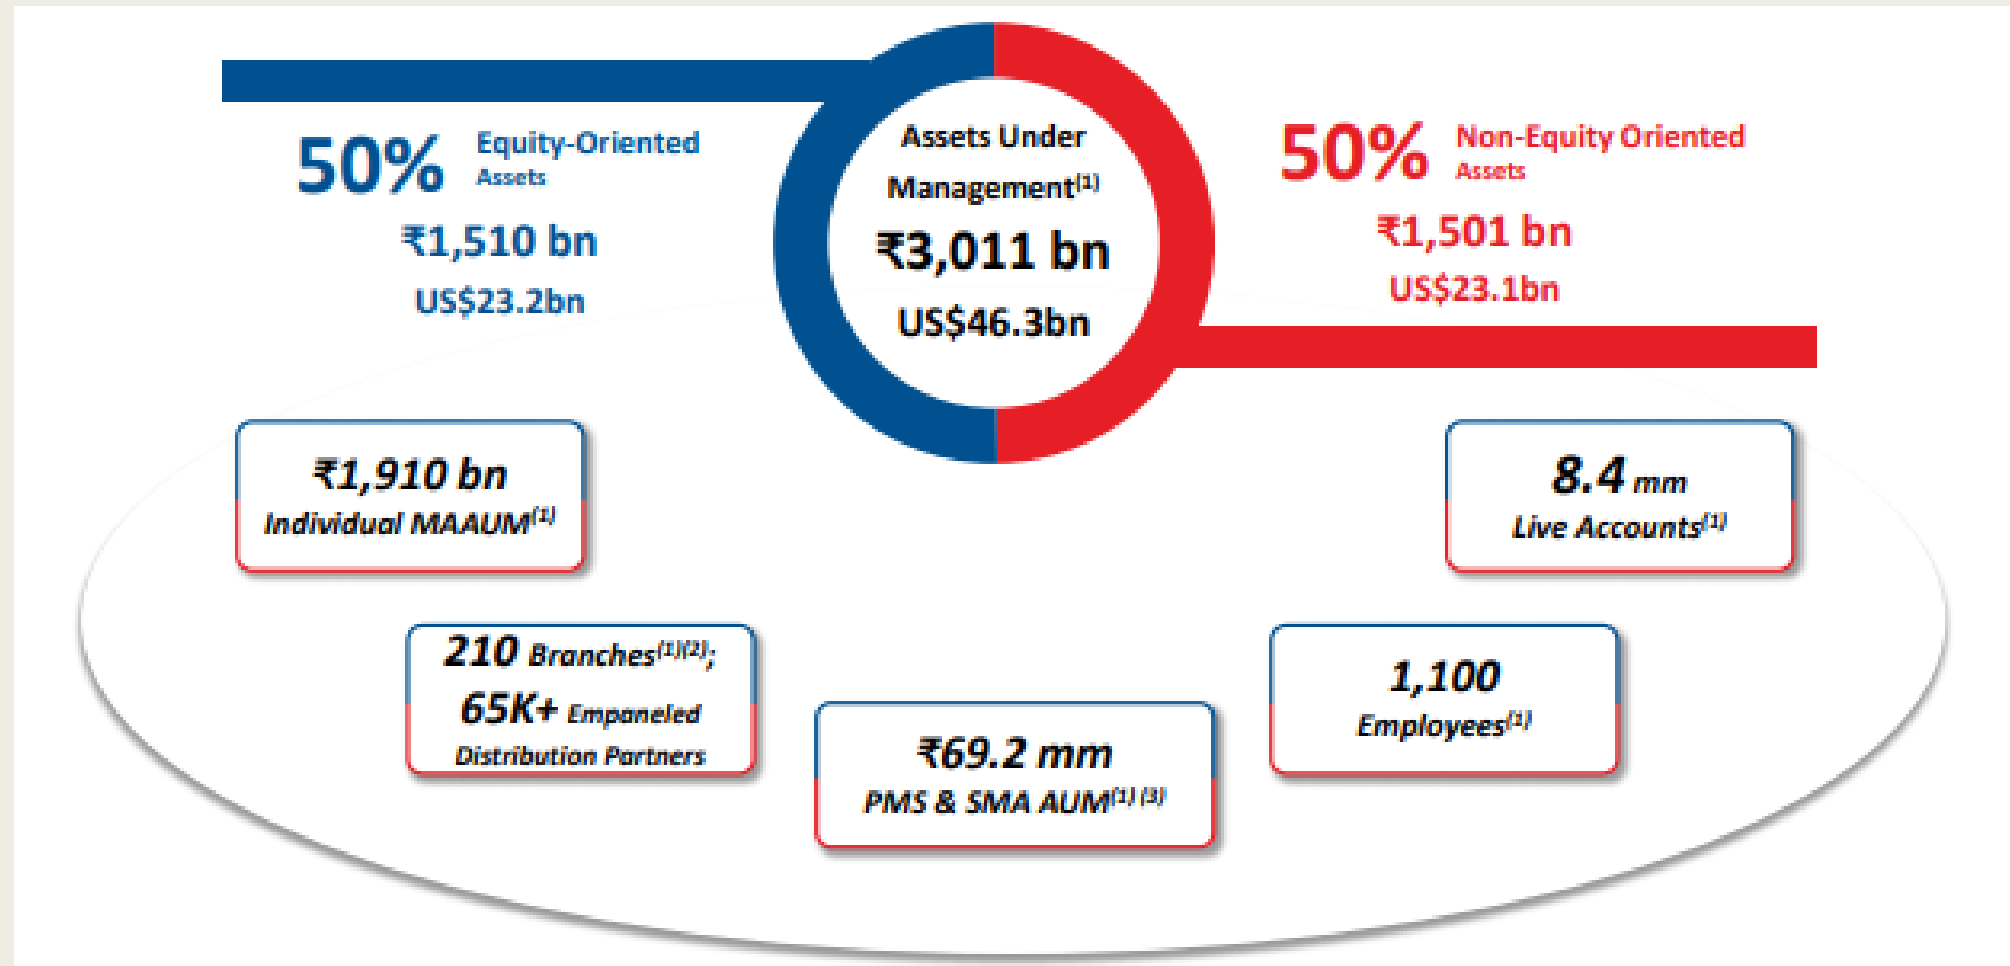 50% Equity-Oriented
Assets
₹1,510 bn
US$23.2bn
Assets Under
Management(1)
₹3,011 bn
US$46.3bn
50% Non-Equity Oriented
Assets
₹1,501 bn
US$23.1bn
₹1,910 bn
Individual MAAUM(1)
8.4 mm
Live Accounts(1)
210 Branches(1)(2);
65K+ Empaneled
Distribution Partners
₹69.2 mm
PMS & SMA AUM(1) (3)
1,100
Employees(1)